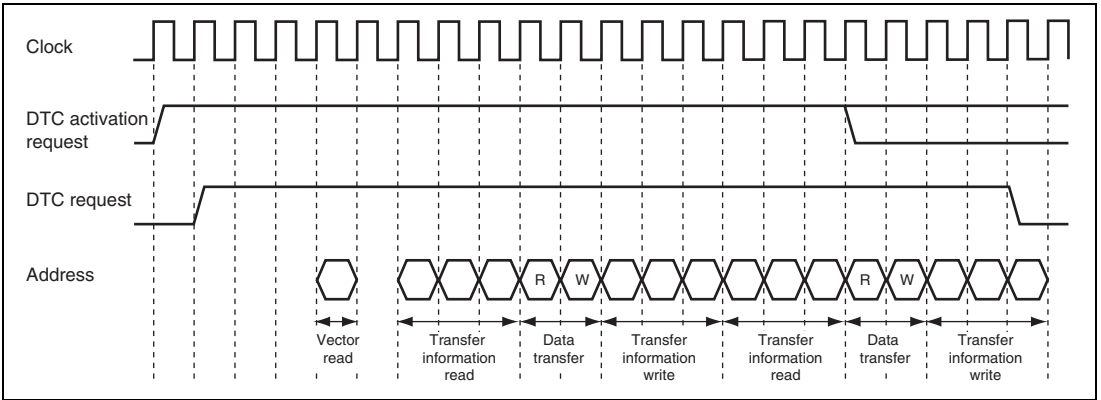 Clock
DTC activation
request
DTC request
Address
R
W
R
W
Vector
read
Transfer
information
read
Data
transfer
Transfer
information
write
Transfer
information
read
Data
transfer
Transfer
information
write